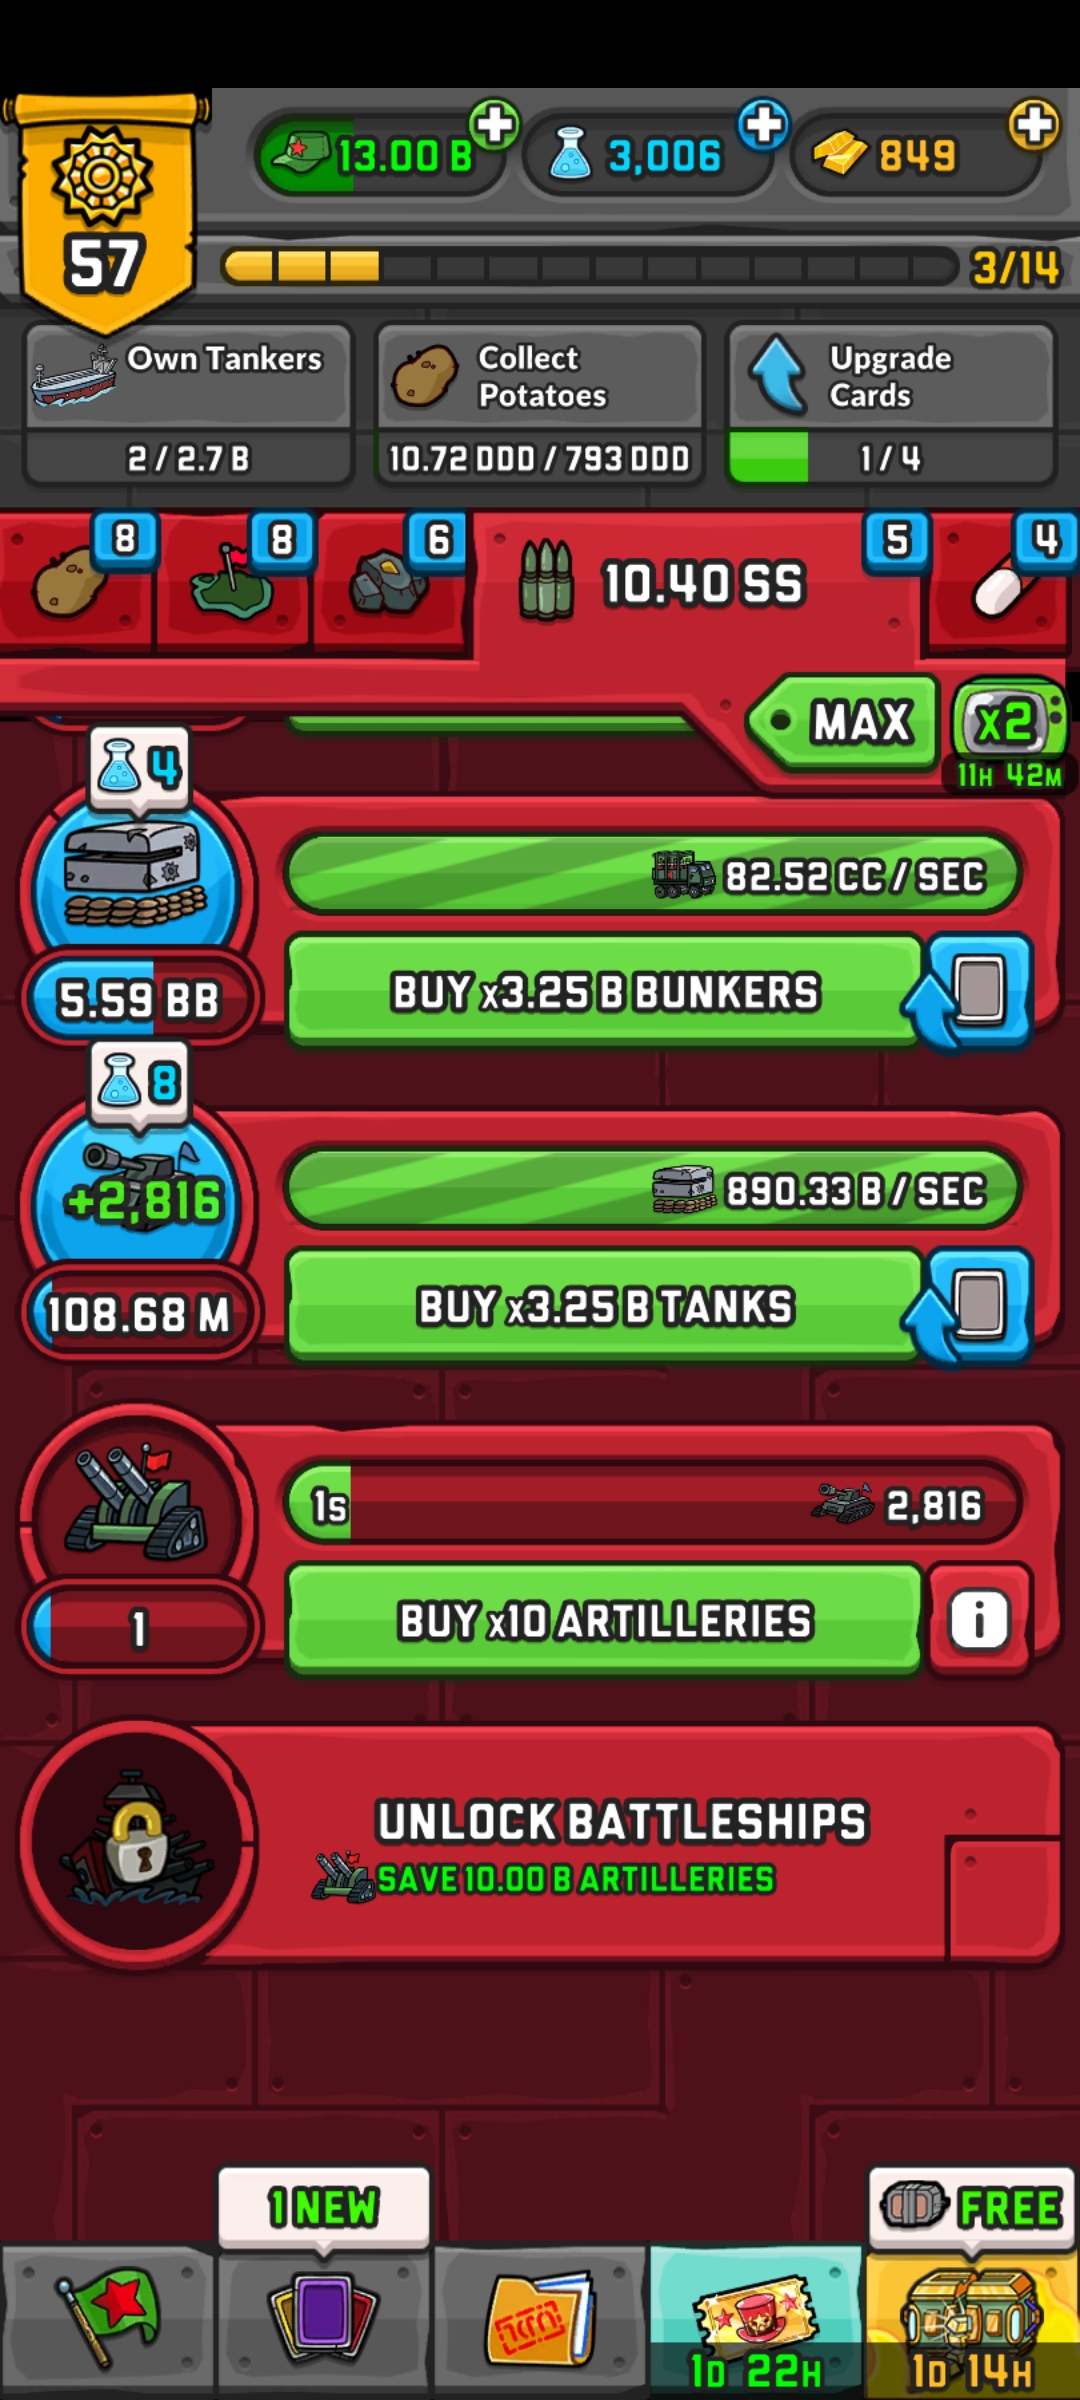 13.00 B
3,006
849
57
3/14
Own Tankers
2 / 2.7 B
Collect
Potatoes
10.72 DDD / 793 DDD
Upgrade
Cards
1 / 4
8
8
6
10.40 SS
5
4
MAX
x2
11H 42M
4
82.52 CC / SEC
5.59 BB
BUY x3.25 B BUNKERS
8
+2,816
890.33 B / SEC
108.68 M
BUY x3.25 B TANKS
1s
2,816
1
BUY x10 ARTILLERIES
i
UNLOCK BATTLESHIPS
SAVE 10.00 B ARTILLERIES
1 NEW
FREE
1D 22H
1D 14H